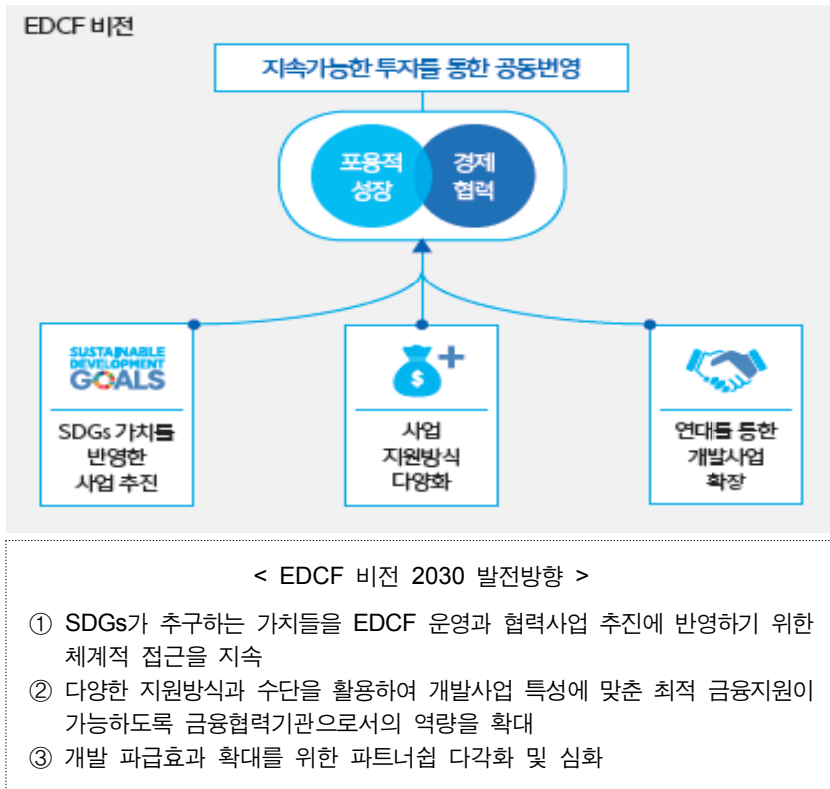 EDCF 비전
지속가능한 투자를 통한 공동번영
포용적
성장
경제
협력
SUSTAINABLE
DEVELOPMENT
GOALS
SDGs 가치를
반영한
사업 추진
$
+
사업
지원방식
다양화
연대를 통한
개발사업
확장
< EDCF 비전 2030 발전방향 >
① SDGs가 추구하는 가치들을 EDCF 운영과 협력사업 추진에 반영하기 위한
체계적 접근을 지속
② 다양한 지원방식과 수단을 활용하여 개발사업 특성에 맞춘 최적 금융지원이
가능하도록 금융협력기관으로서의 역량을 확대
③ 개발 파급효과 확대를 위한 파트너쉽 다각화 및 심화